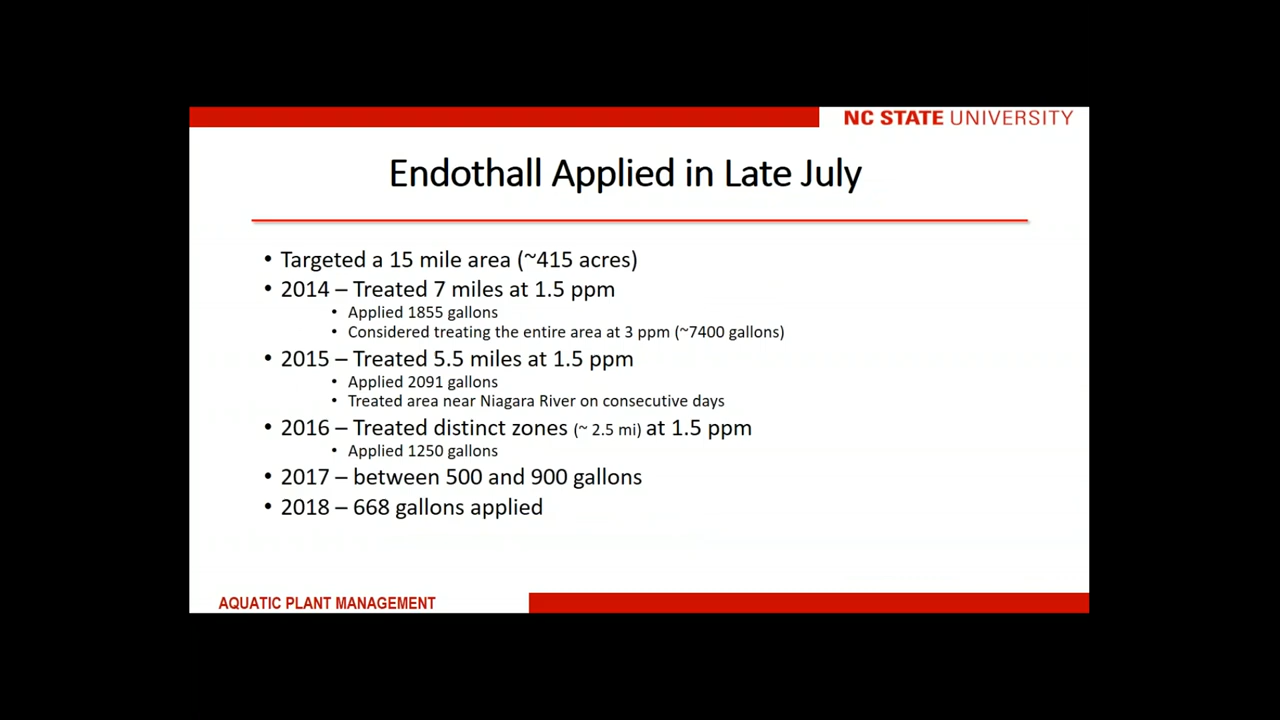 NC STATE UNIVERSITY
Endothall Applied in Late July
• Targeted a 15 mile area (~415 acres)
• 2014 – Treated 7 miles at 1.5 ppm
• Applied 1855 gallons
• Considered treating the entire area at 3 ppm (~7400 gallons)
• 2015 – Treated 5.5 miles at 1.5 ppm
• Applied 2091 gallons
• Treated area near Niagara River on consecutive days
• 2016 – Treated distinct zones (~ 2.5 mi) at 1.5 ppm
• Applied 1250 gallons
• 2017 – between 500 and 900 gallons
• 2018 – 668 gallons applied
AQUATIC PLANT MANAGEMENT